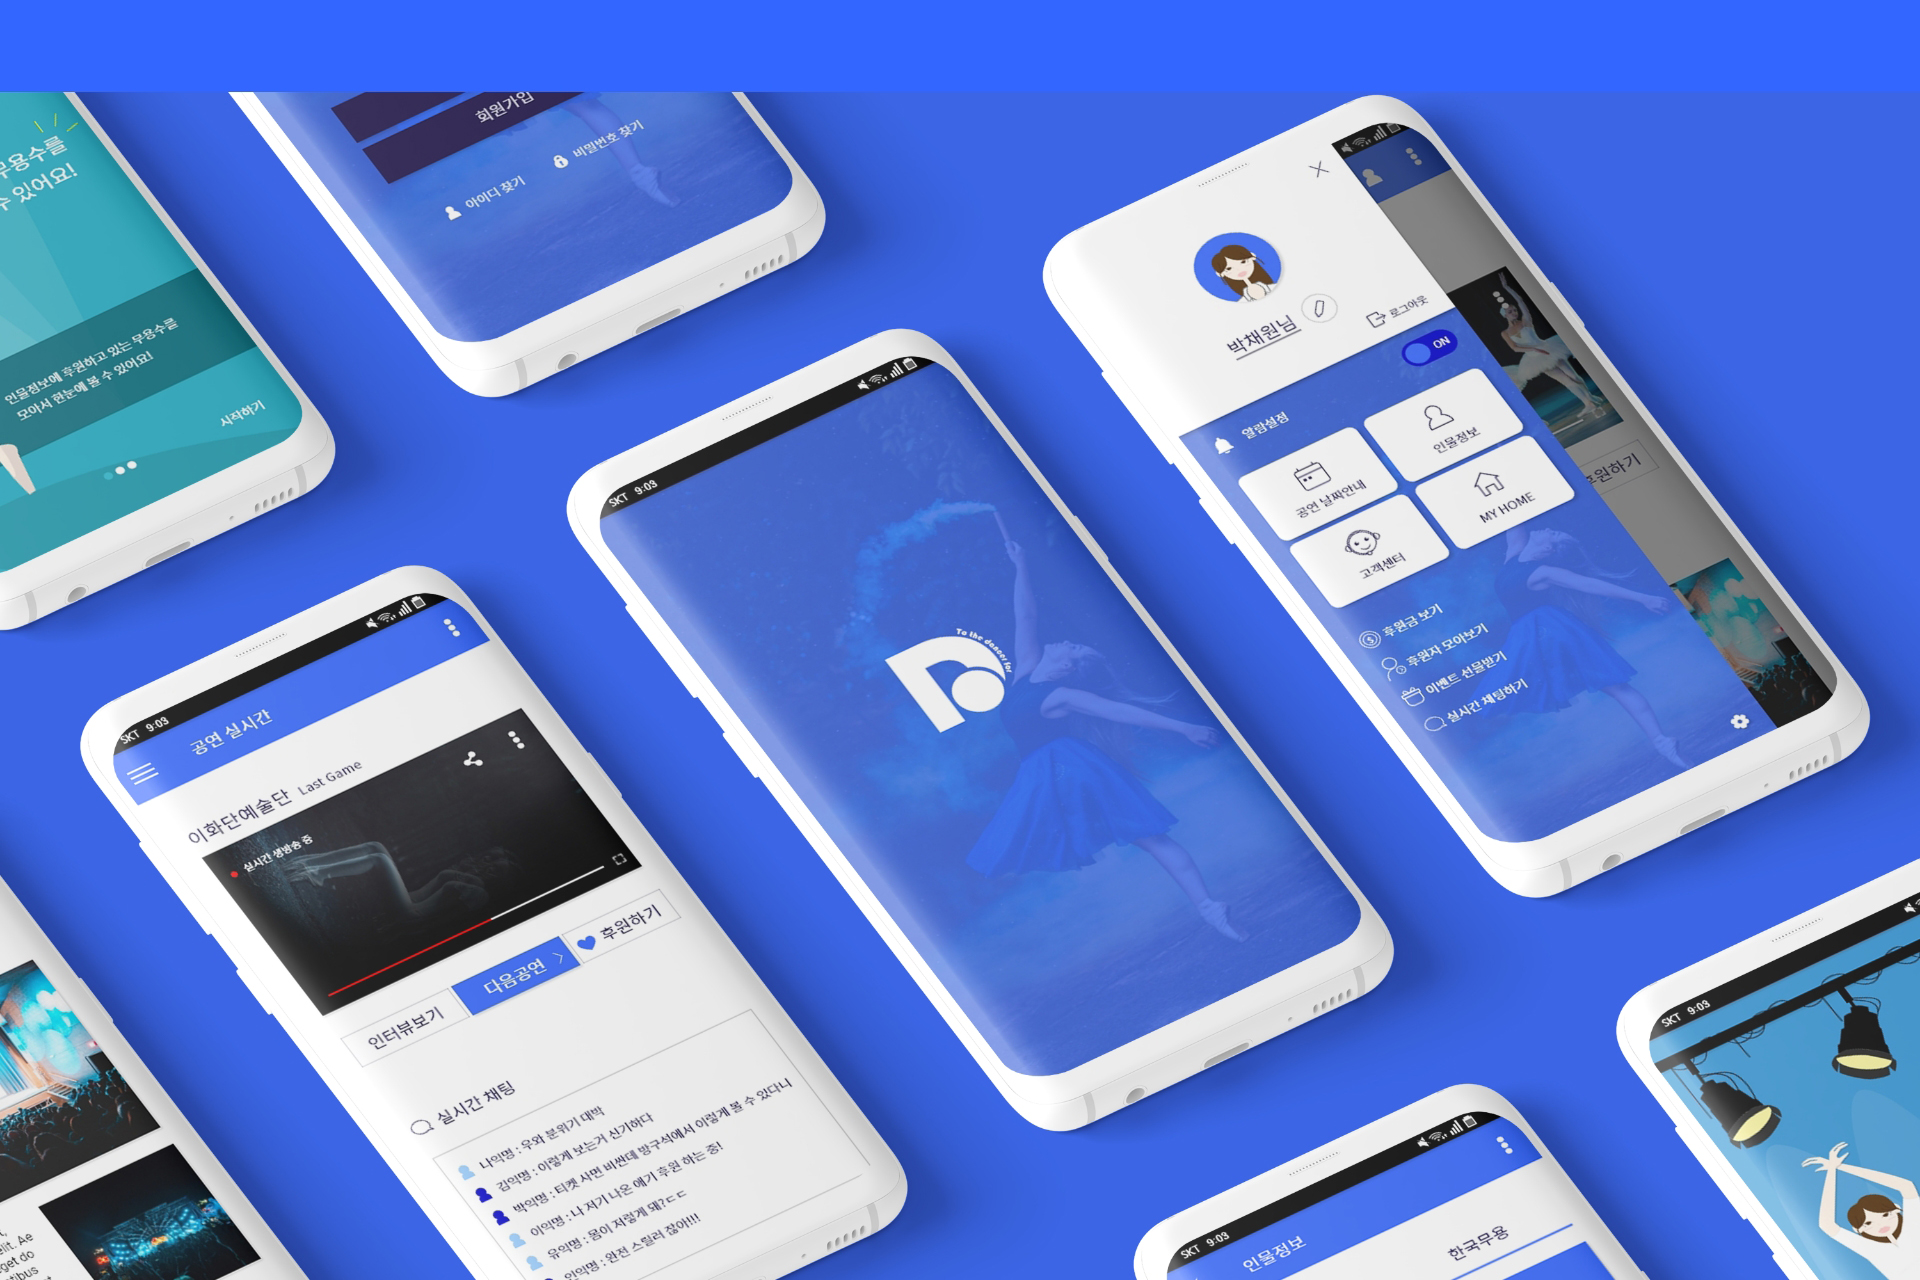 무용수를
수 있어요!
인물정보에 후원하고 있는 무용수를
모아서 한눈에 볼 수 있어요!
시작하기
회원가입
아이디 찾기
비밀번호 찾기
박채원님
로그아웃
ON
열람설정
공연 날짜안내
인물정보
고객센터
MY HOME
후원금 보기
후원자 모아보기
이벤트 선물받기
실시간 채팅하기
후원하기
SKT 9:03
To the dancer for
SKT 9:03
공연 실시간
이화단예술단 Last Game
실시간 생방송 중
인터뷰보기
다음공연
후원하기
실시간 채팅
나익명 : 우와 분위기 대박
김익명 : 이렇게 보는거 신기하다
박익명 : 티켓 사면 비싼데 방구석에서 이렇게 볼 수 있다니
이익명 : 나 저기 나온 애기 후원 하는 중!
유익명 : 몸이 저렇게 돼?ㄷㄷ
인익명 : 완전 스릴러 잖아!!!
elit. Ae
eget do
SKT 9:03
인물정보
한국무용
SKT 9:03